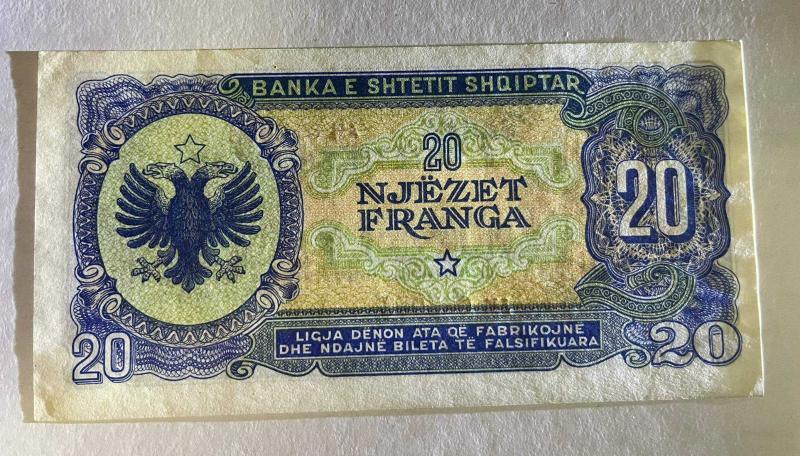 BANKA E SHTETIT SHQIPTAR
20
NJËZET
FRANGA
20
LIGJA DËNON ATA QË FABRIKOJNË
DHE NDAJNË BILETA TË FALSIFIKUARA
20
20